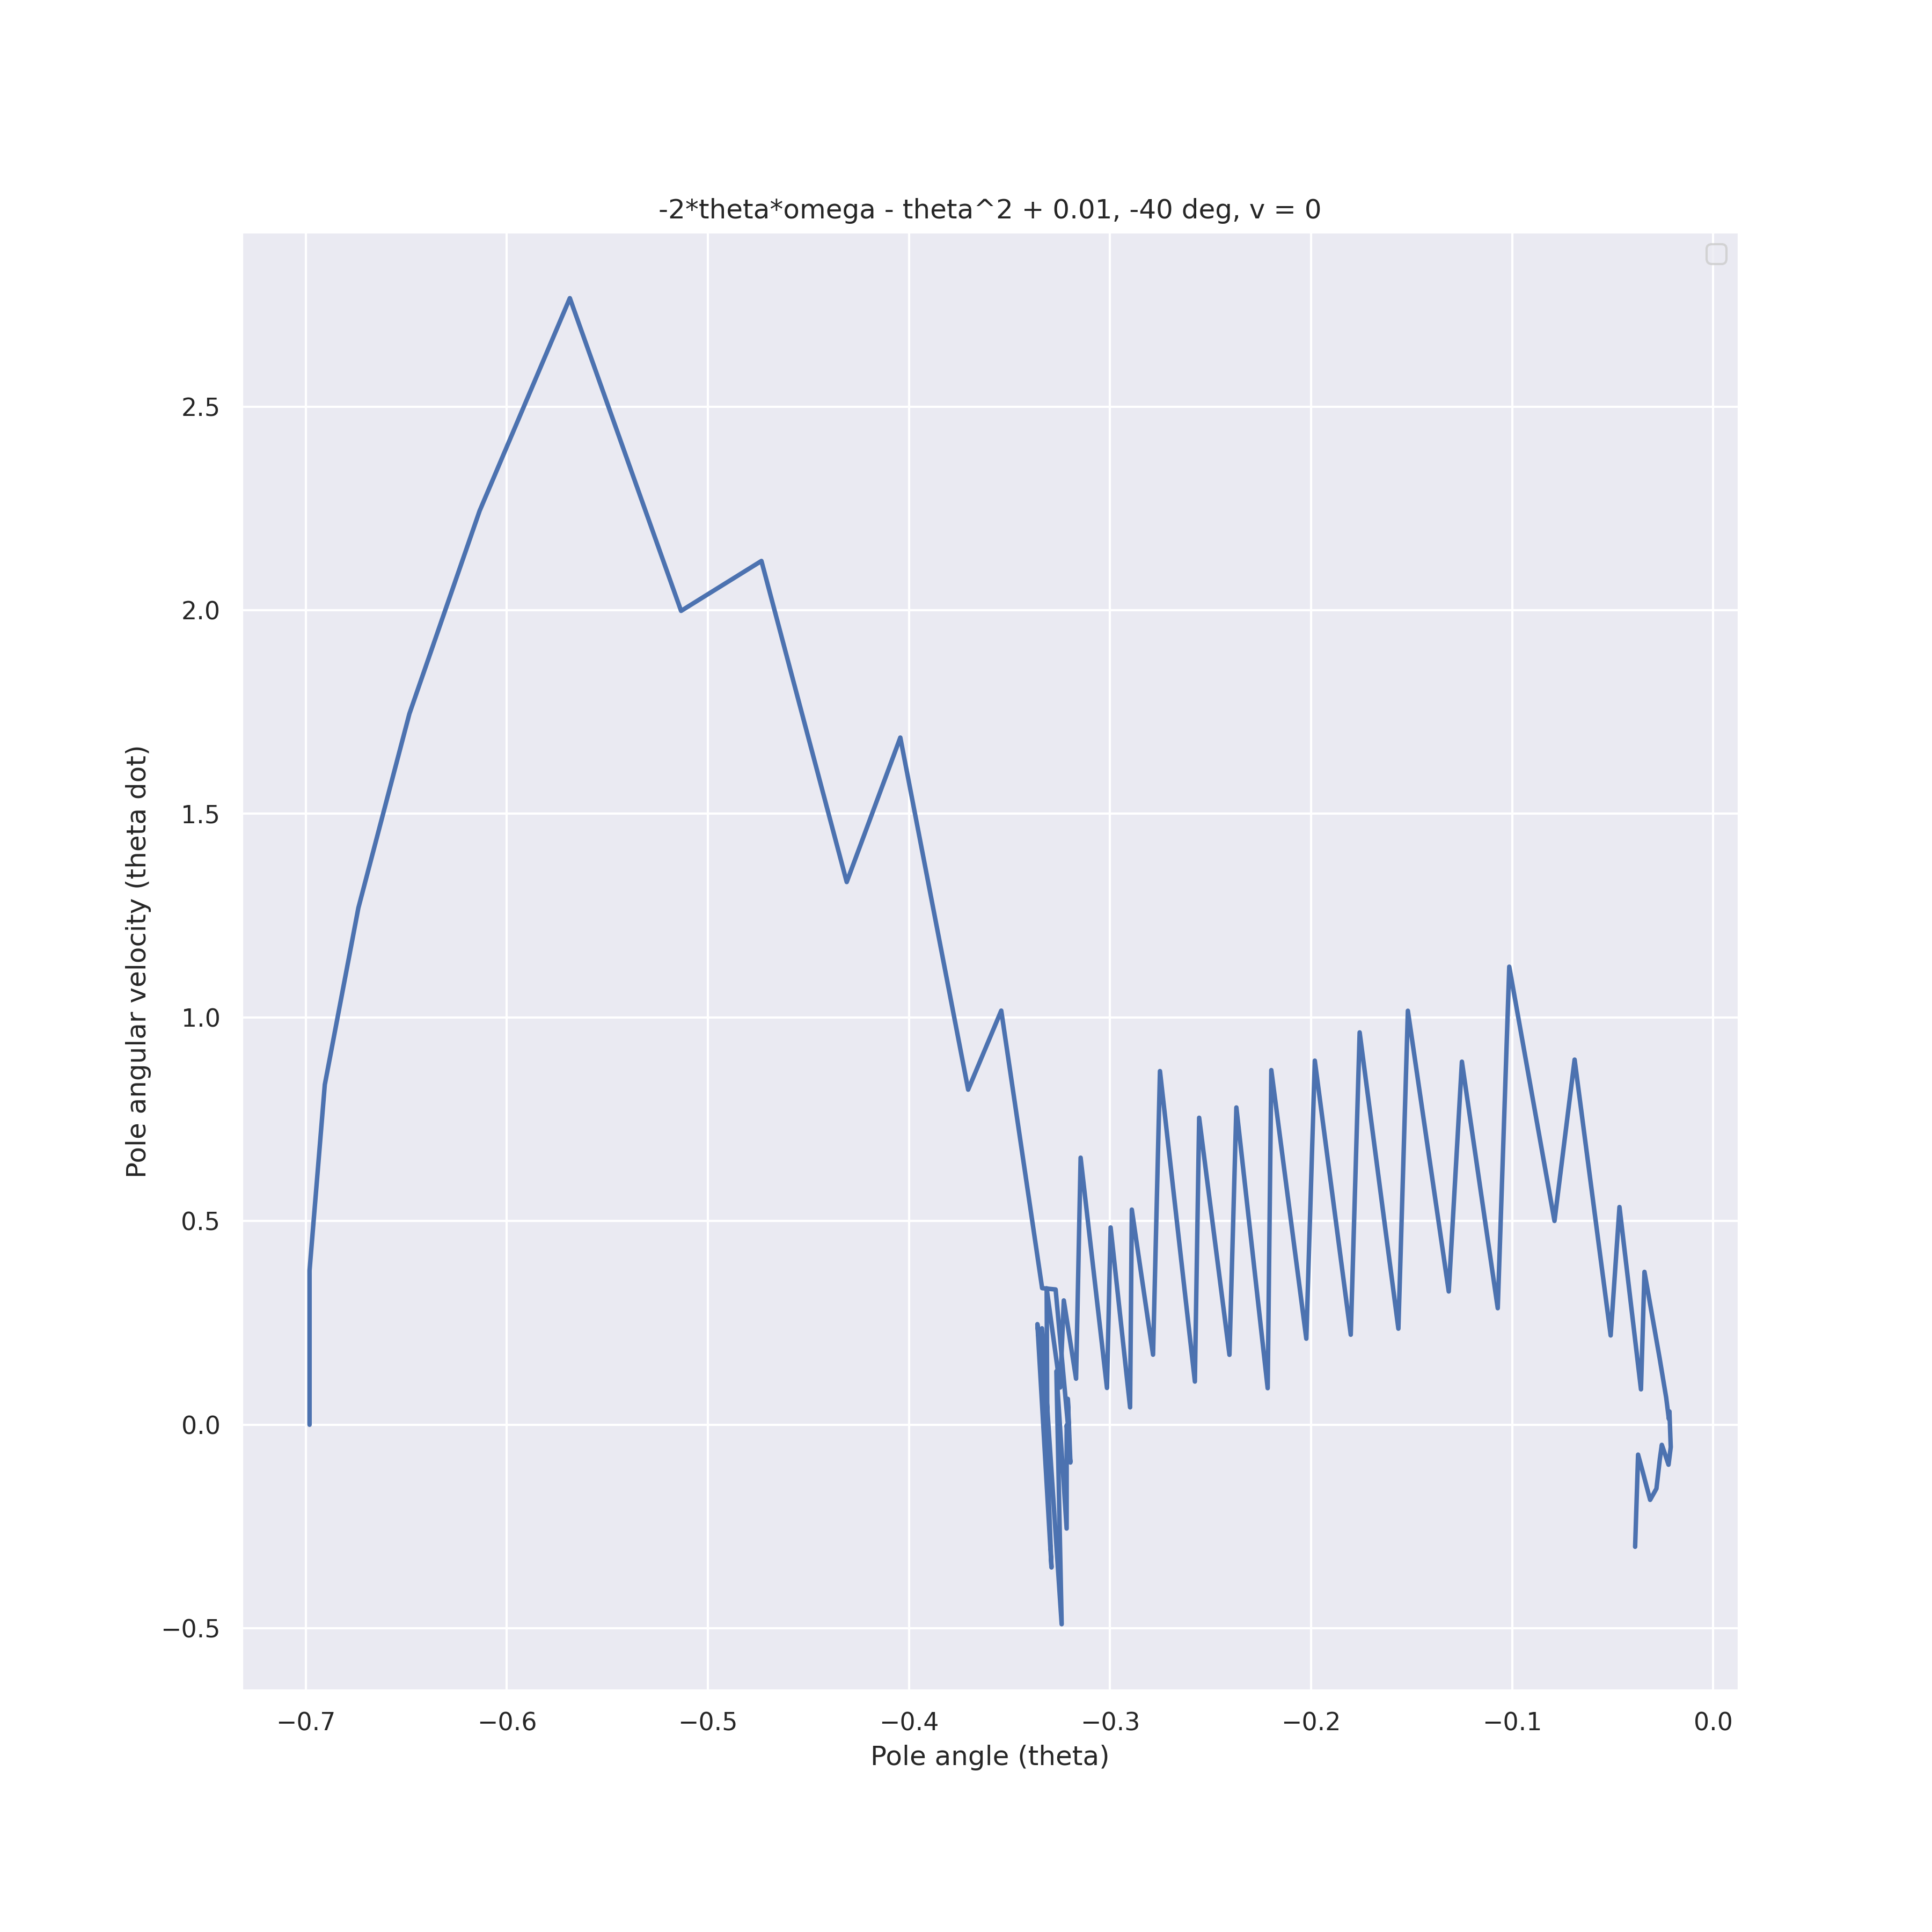 -2*theta*omega - theta^2 + 0.01, -40 deg, v = 0
Pole angular velocity (theta dot)
2.5
2.0
1.5
1.0
0.5
0.0
−0.5
−0.7 −0.6 −0.5 −0.4 −0.3 −0.2 −0.1 0.0
Pole angle (theta)